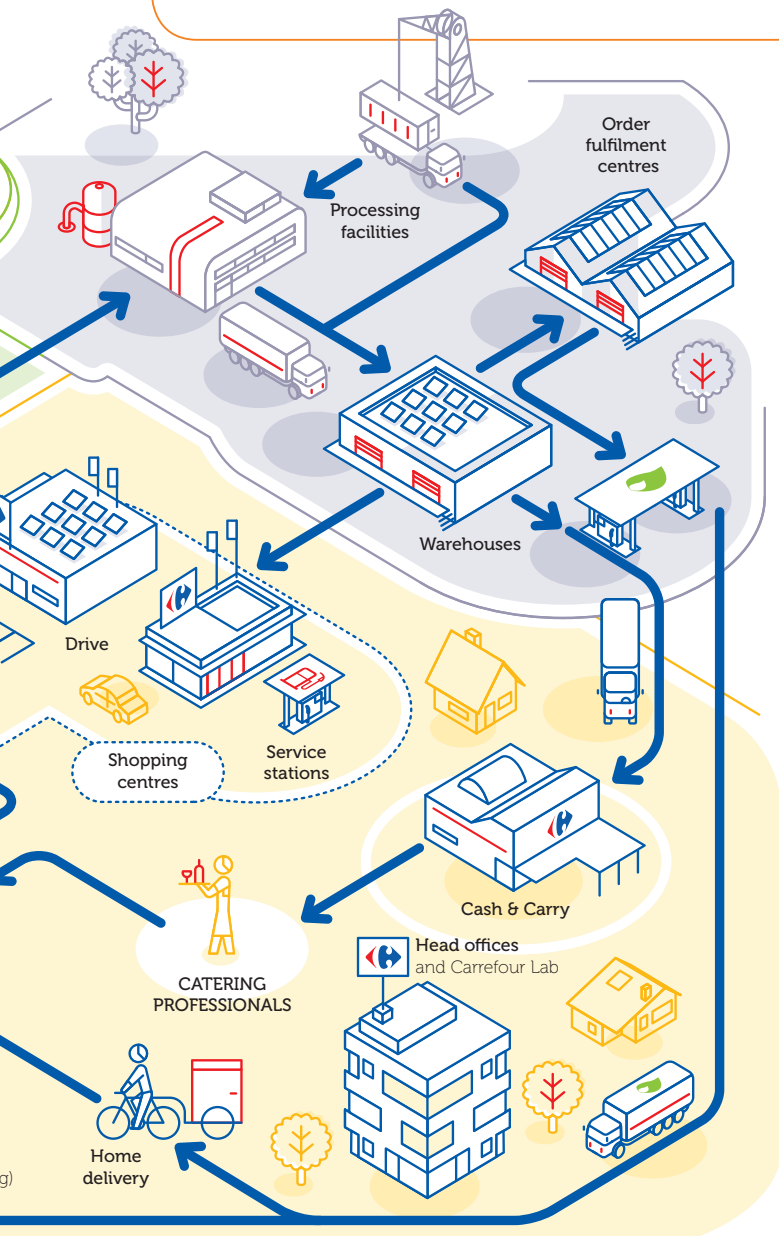 Order
fulfilment
centres
Processing
facilities
Warehouses
Drive
Shopping
centres
Service
stations
Cash & Carry
Head offices
and Carrefour Lab
CATERING
PROFESSIONALS
Home
delivery
g)